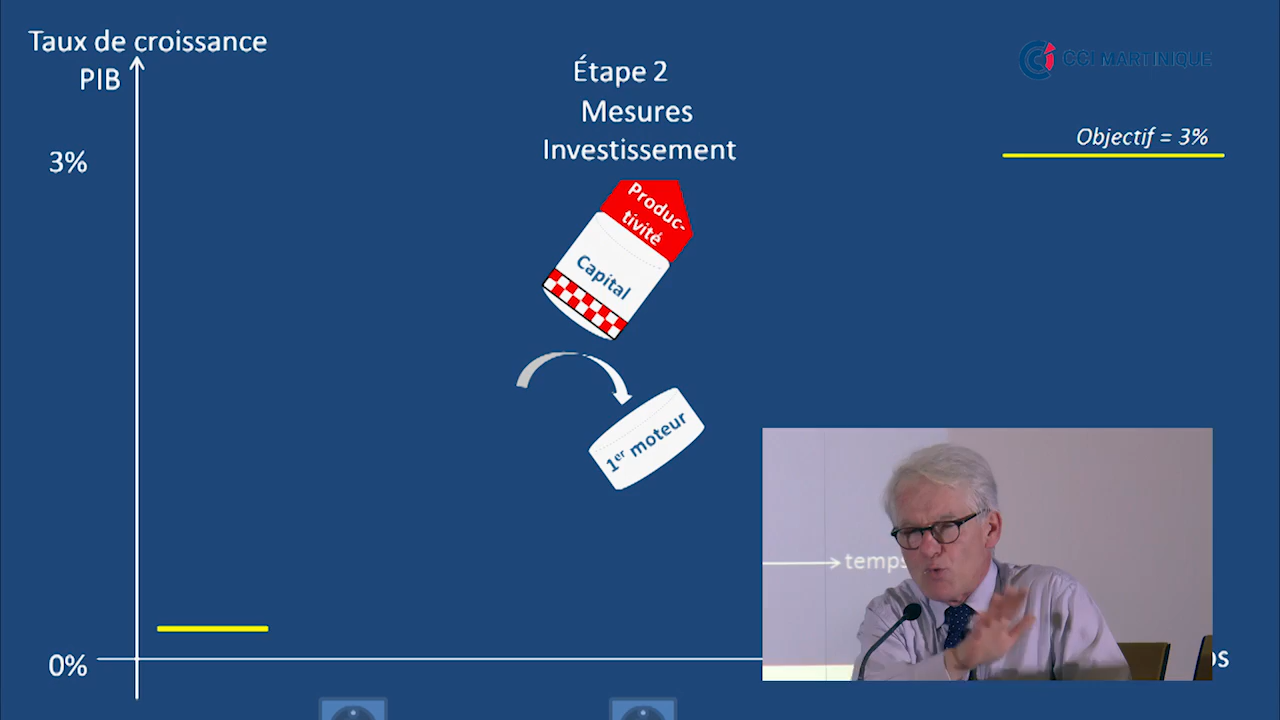 Taux de croissance
PIB
CCI MARTINIQUE
Étape 2
Mesures
Investissement
Objectif = 3%
3%
Produc-
tivité
Capital
1er moteur
temps
0%